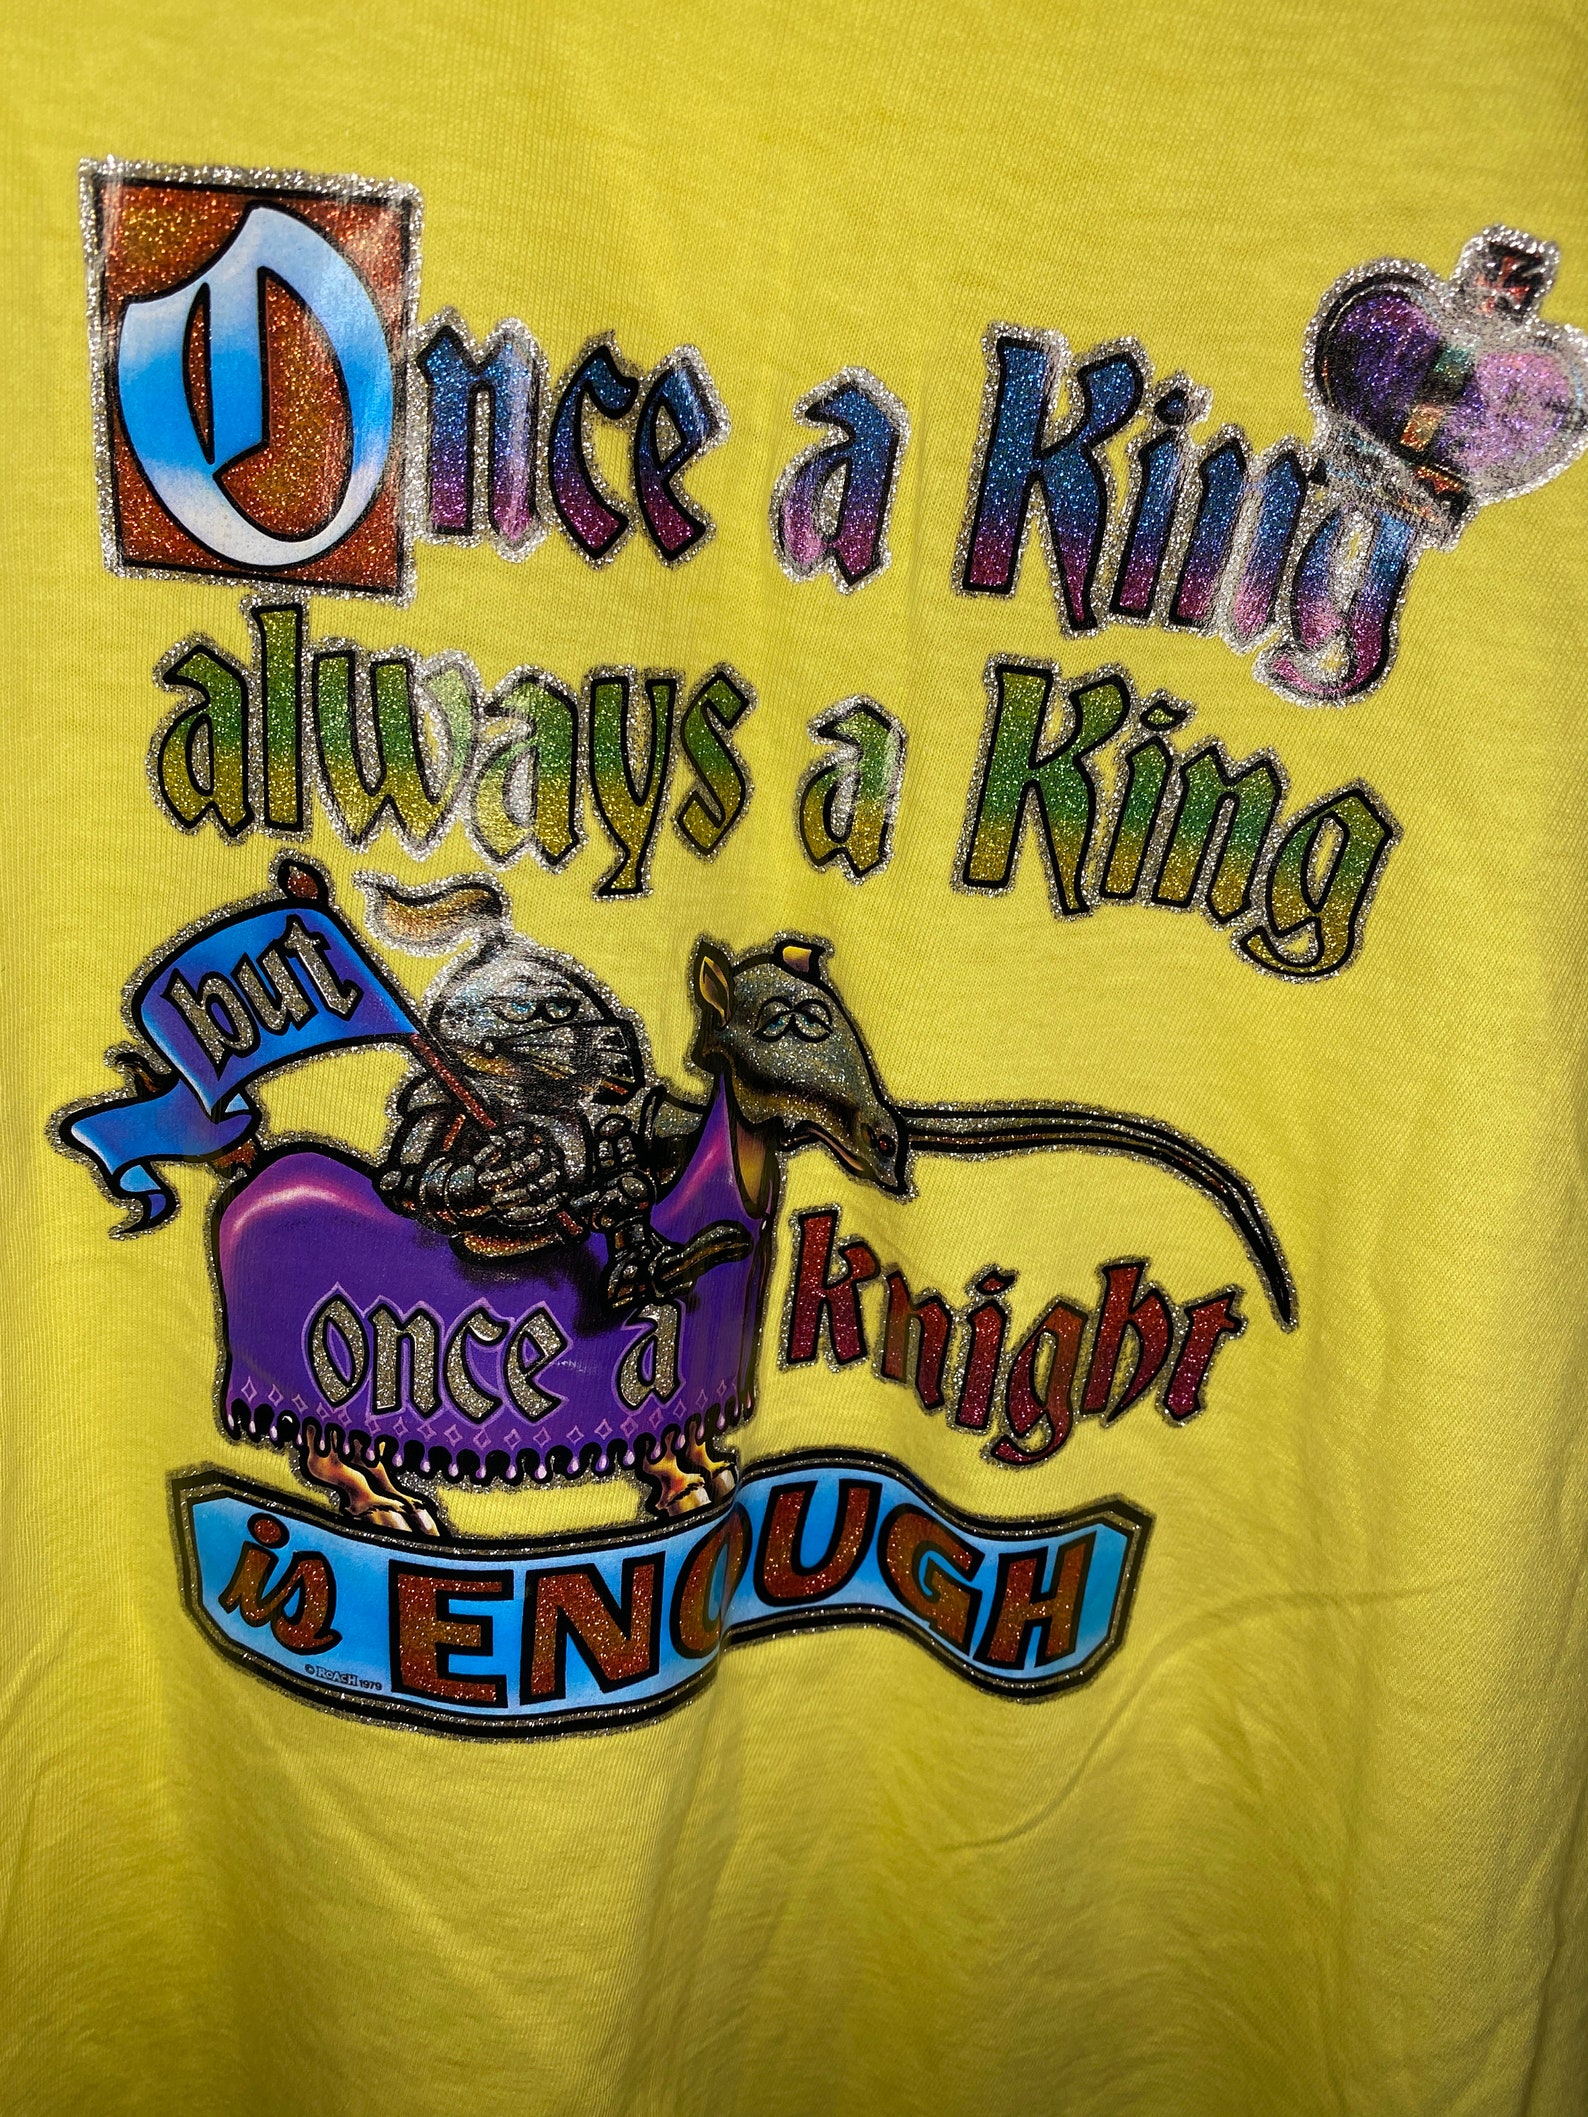 Once a King
always a King
but
once a knight
is ENOUGH
© ROACH 1979